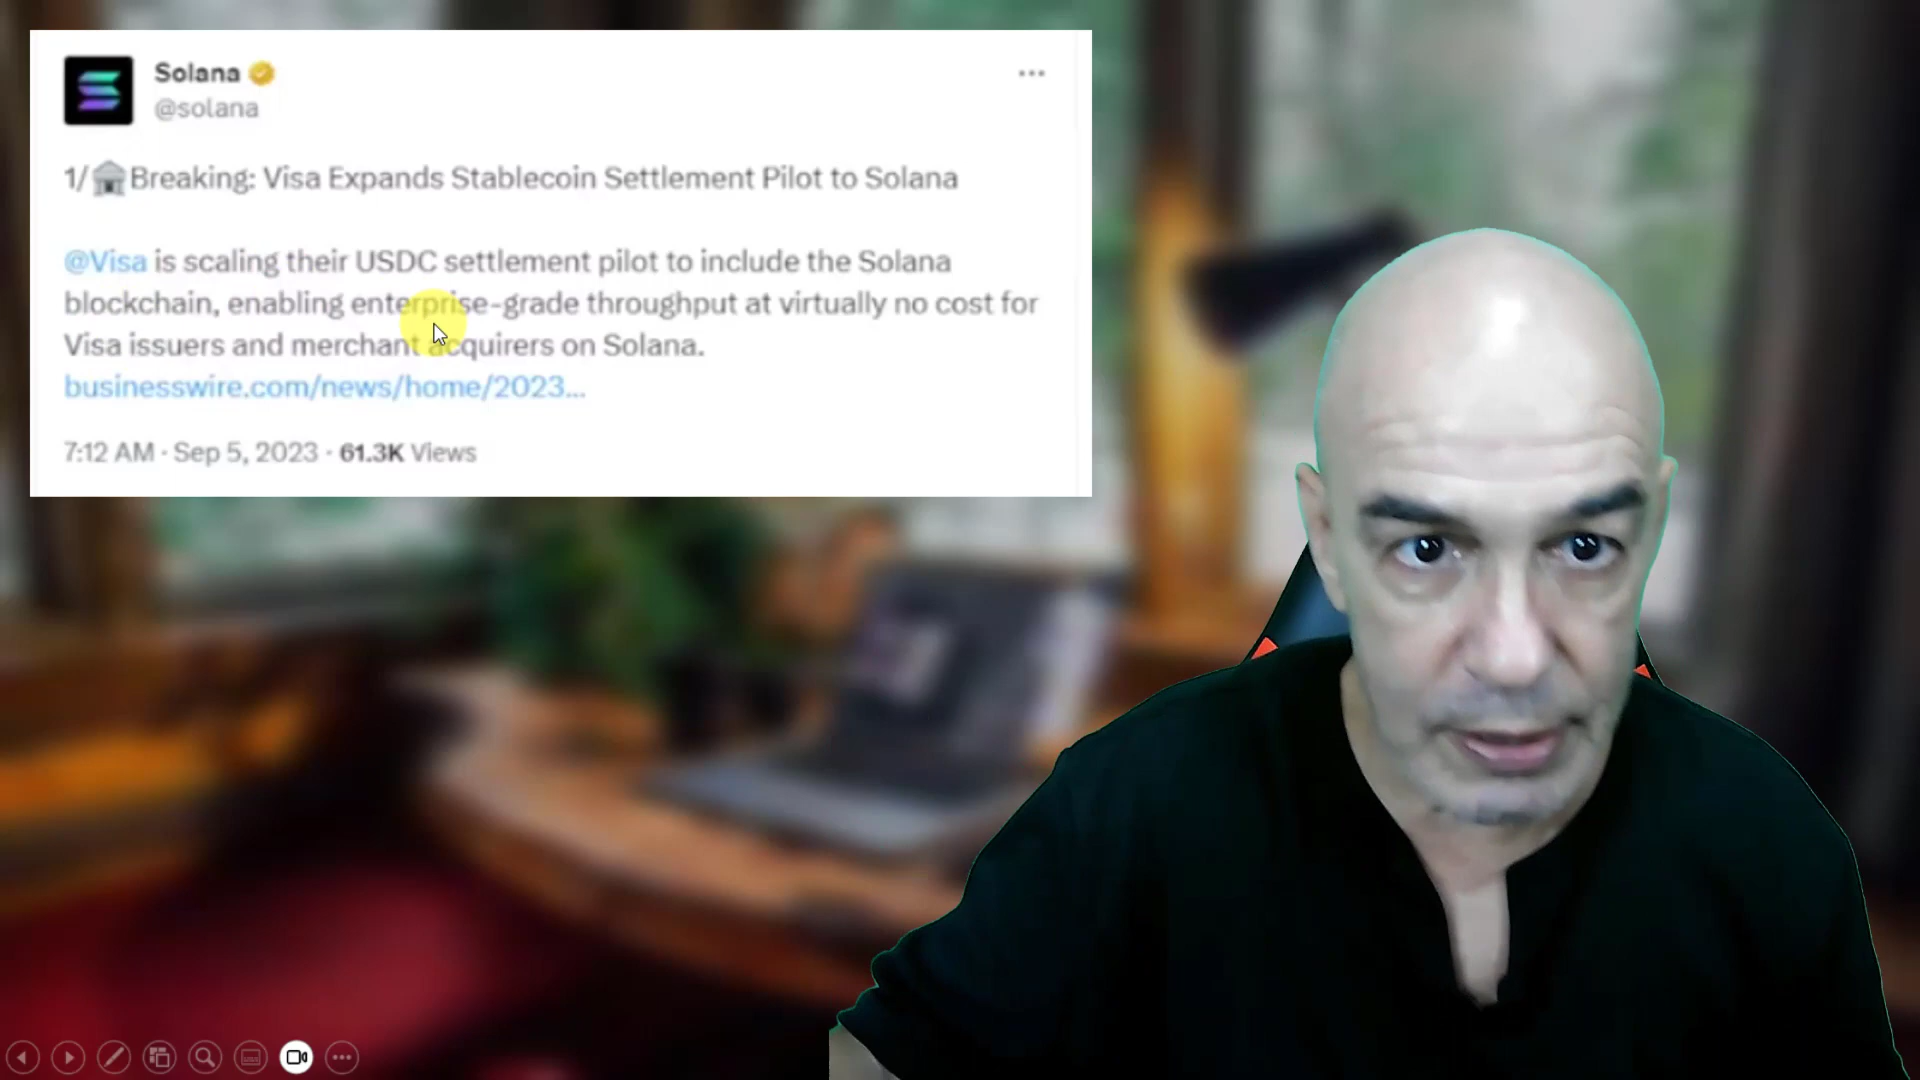 Solana
@solana
1/🏛Breaking: Visa Expands Stablecoin Settlement Pilot to Solana
@Visa is scaling their USDC settlement pilot to include the Solana
blockchain, enabling enterprise-grade throughput at virtually no cost for
Visa issuers and merchant acquirers on Solana.
businesswire.com/news/home/2023...
7:12 AM · Sep 5, 2023 · 61.3K Views